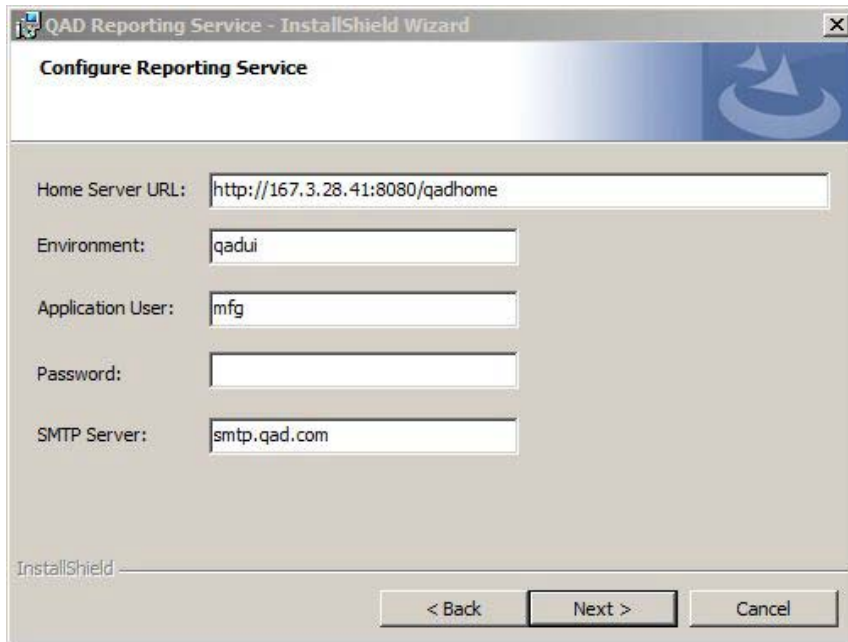 QAD Reporting Service - InstallShield Wizard
Configure Reporting Service
Home Server URL: http://167.3.28.41:8080/qadhome
Environment: qadui
Application User: mfg
Password:
SMTP Server: smtp.qad.com
InstallShield
< Back Next > Cancel